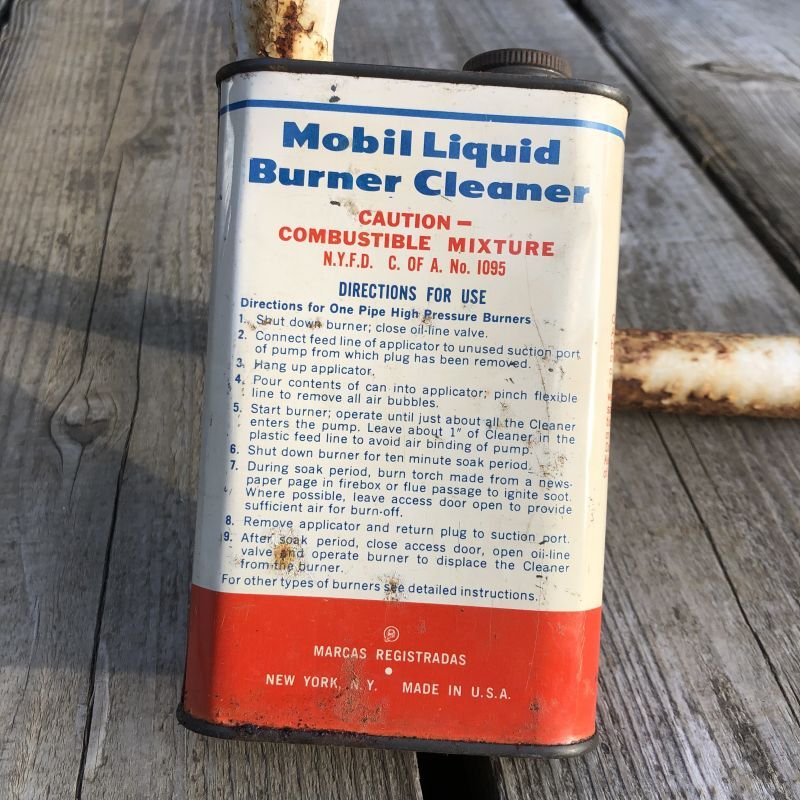 Mobil Liquid
Burner Cleaner
CAUTION —
COMBUSTIBLE MIXTURE
N.Y.F.D. C. OF A. No. 1095
DIRECTIONS FOR USE
Directions for One Pipe High Pressure Burners
1. Shut down burner; close oil-line valve.
2. Connect feed line of applicator to unused suction port
of pump from which plug has been removed.
3. Hang up applicator.
4. Pour contents of can into applicator; pinch flexible
line to remove all air bubbles.
5. Start burner; operate until just about all the Cleaner
enters the pump. Leave about 1" of Cleaner in the
plastic feed line to avoid air binding of pump.
6. Shut down burner for ten minute soak period.
7. During soak period, burn torch made from a news-
paper page in firebox or flue passage to ignite soot.
Where possible, leave access door open to provide
sufficient air for burn-off.
8. Remove applicator and return plug to suction port.
9. After soak period, close access door, open oil-line
valve and operate burner to displace the Cleaner
from the burner.
For other types of burners see detailed instructions.
MARCAS REGISTRADAS
NEW YORK, N.Y. MADE IN U.S.A.